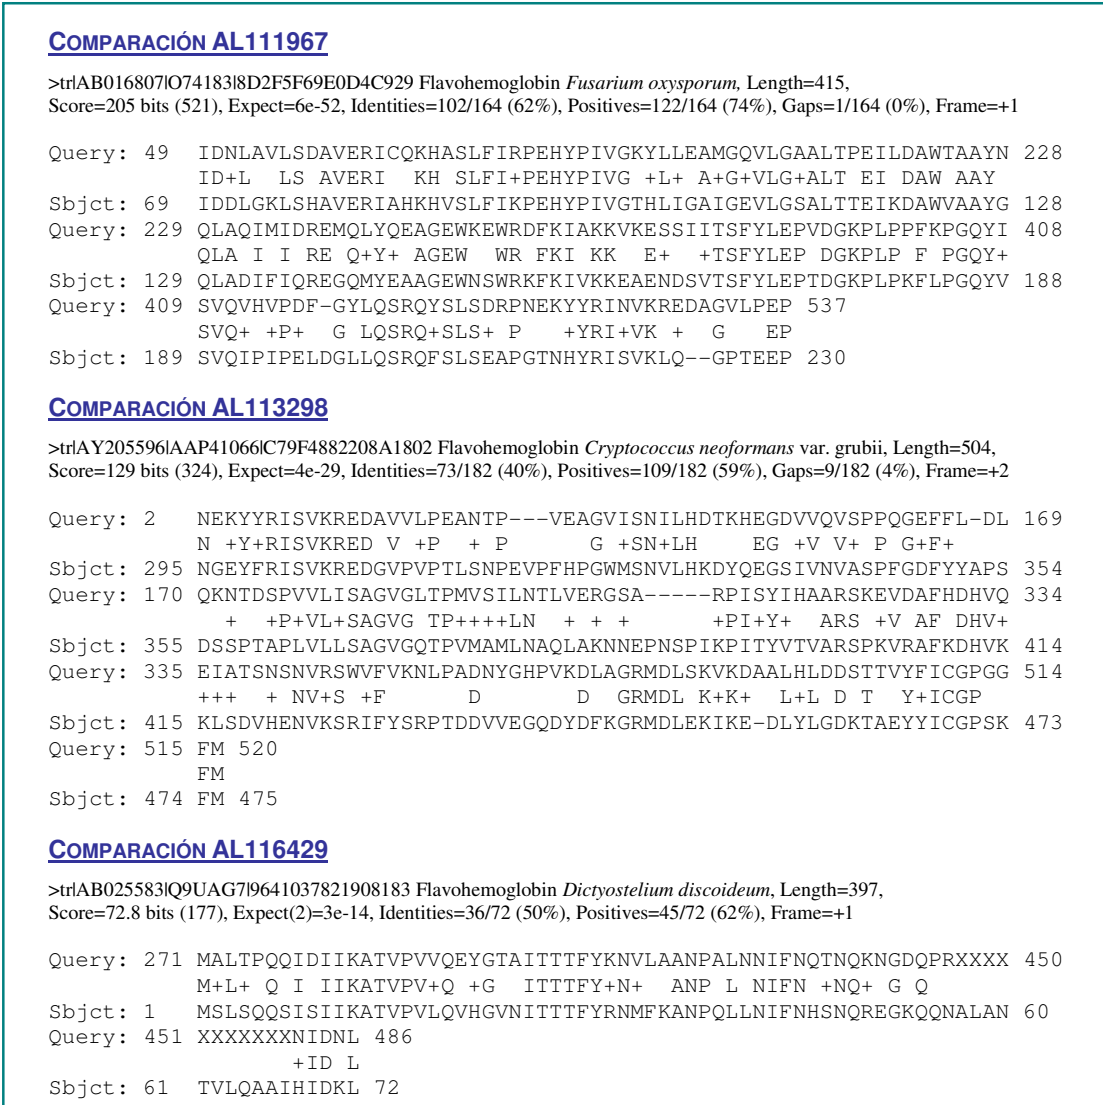 COMPARACIÓN AL111967
>tr|AB016807|O74183|8D2F5F69E0D4C929 Flavohemoglobin Fusarium oxysporum, Length=415,
Score=205 bits (521), Expect=6e-52, Identities=102/164 (62%), Positives=122/164 (74%), Gaps=1/164 (0%), Frame=+1
Query: 49  IDNLAVLSDAVERICQKHASLFIRPEHYPIVGKYLLEAMGQVLGAALTPEILDAWTAAYN 228
           ID+L  LS AVERI  KH SLFI+PEHYPIVG +L+ A+G+VLG+ALT EI DAW AAY
Sbjct: 69  IDDLGKLSHAVERIAHKHVSLFIKPEHYPIVGTHLIGAIGEVLGSALTTEIKDAWVAAYG 128
Query: 229 QLAQIMIDREMQLYQEAGEWKEWRDFKIAKKVKESSIITSFYLEPVDGKPLPPFKPGQYI 408
           QLA I I RE Q+Y+ AGEW  WR FKI KK  E+  +TSFYLEP DGKPLP F PGQY+
Sbjct: 129 QLADIFIQREGQMYEAAGEWNSWRKFKIVKKEAENDSVTSFYLEPTDGKPLPKFLPGQYV 188
Query: 409 SVQVHVPDF-GYLQSRQYSLSDRPNEKYYRINVKREDAGVLPEP 537
           SVQ+ +P+  G LQSRQ+SLS+ P   +YRI+VK +  G  EP
Sbjct: 189 SVQIPIPELDGLLQSRQFSLSEAPGTNHYRISVKLQ--GPTEEP 230
COMPARACIÓN AL113298
>tr|AY205596|AAP41066|C79F4882208A1802 Flavohemoglobin Cryptococcus neoformans var. grubii, Length=504,
Score=129 bits (324), Expect=4e-29, Identities=73/182 (40%), Positives=109/182 (59%), Gaps=9/182 (4%), Frame=+2
Query: 2   NEKYYRISVKREDAVVLPEANTP---VEAGVISNILHDTKHEGDVVQVSPPQGEFFL-DL 169
           N +Y+RISVKRED V +P  + P      G +SN+LH    EG +V V+ P G+F+
Sbjct: 295 NGEYFRISVKREDGVPVPTLSNPEVPFHPGWMSNVLHKDYQEGSIVNVASPFGDFYYAPS 354
Query: 170 QKNTDSPVVLISAGVGLTPMVSILNTLVERGSA-----RPISYIHAARSKEVDAFHDHVQ 334
             +  +P+VL+SAGVG TP++++LN  + + +     +PI+Y+  ARS +V AF DHV+
Sbjct: 355 DSSPTAPLVLLSAGVGQTPVMAMLNAQLAKNNEPNSPIKPITYVTVARSPKVRAFKDHVK 414
Query: 335 EIATSNSNVRSWVFVKNLPADNYGHPVKDLAGRMDLSKVKDAALHLDDSTTVYFICGPGG 514
           +++  + NV+S +F      D      D  GRMDL K+K+  L+L D T  Y+ICGP
Sbjct: 415 KLSDVHENVKSRIFYSRPTDDVVEGQDYDFKGRMDLEKIKE-DLYLGDKTAEYYICGPSK 473
Query: 515 FM 520
           FM
Sbjct: 474 FM 475
COMPARACIÓN AL116429
>tr|AB025583|Q9UAG7|9641037821908183 Flavohemoglobin Dictyostelium discoideum, Length=397,
Score=72.8 bits (177), Expect(2)=3e-14, Identities=36/72 (50%), Positives=45/72 (62%), Frame=+1
Query: 271 MALTPQQIDIIKATVPVVQEYGTAITTTFYKNVLAANPALNNIFNQTNQKNGDQPRXXXX 450
           M+L+ Q I IIKATVPV+Q +G  ITTTFY+N+  ANP L NIFN +NQ+ G Q
Sbjct: 1   MSLSQQSISIIKATVPVLQVHGVNITTTFYRNMFKANPQLLNIFNHSNQREGKQQNALAN 60
Query: 451 XXXXXXXNIDNL 486
                  +ID L
Sbjct: 61  TVLQAAIHIDKL 72